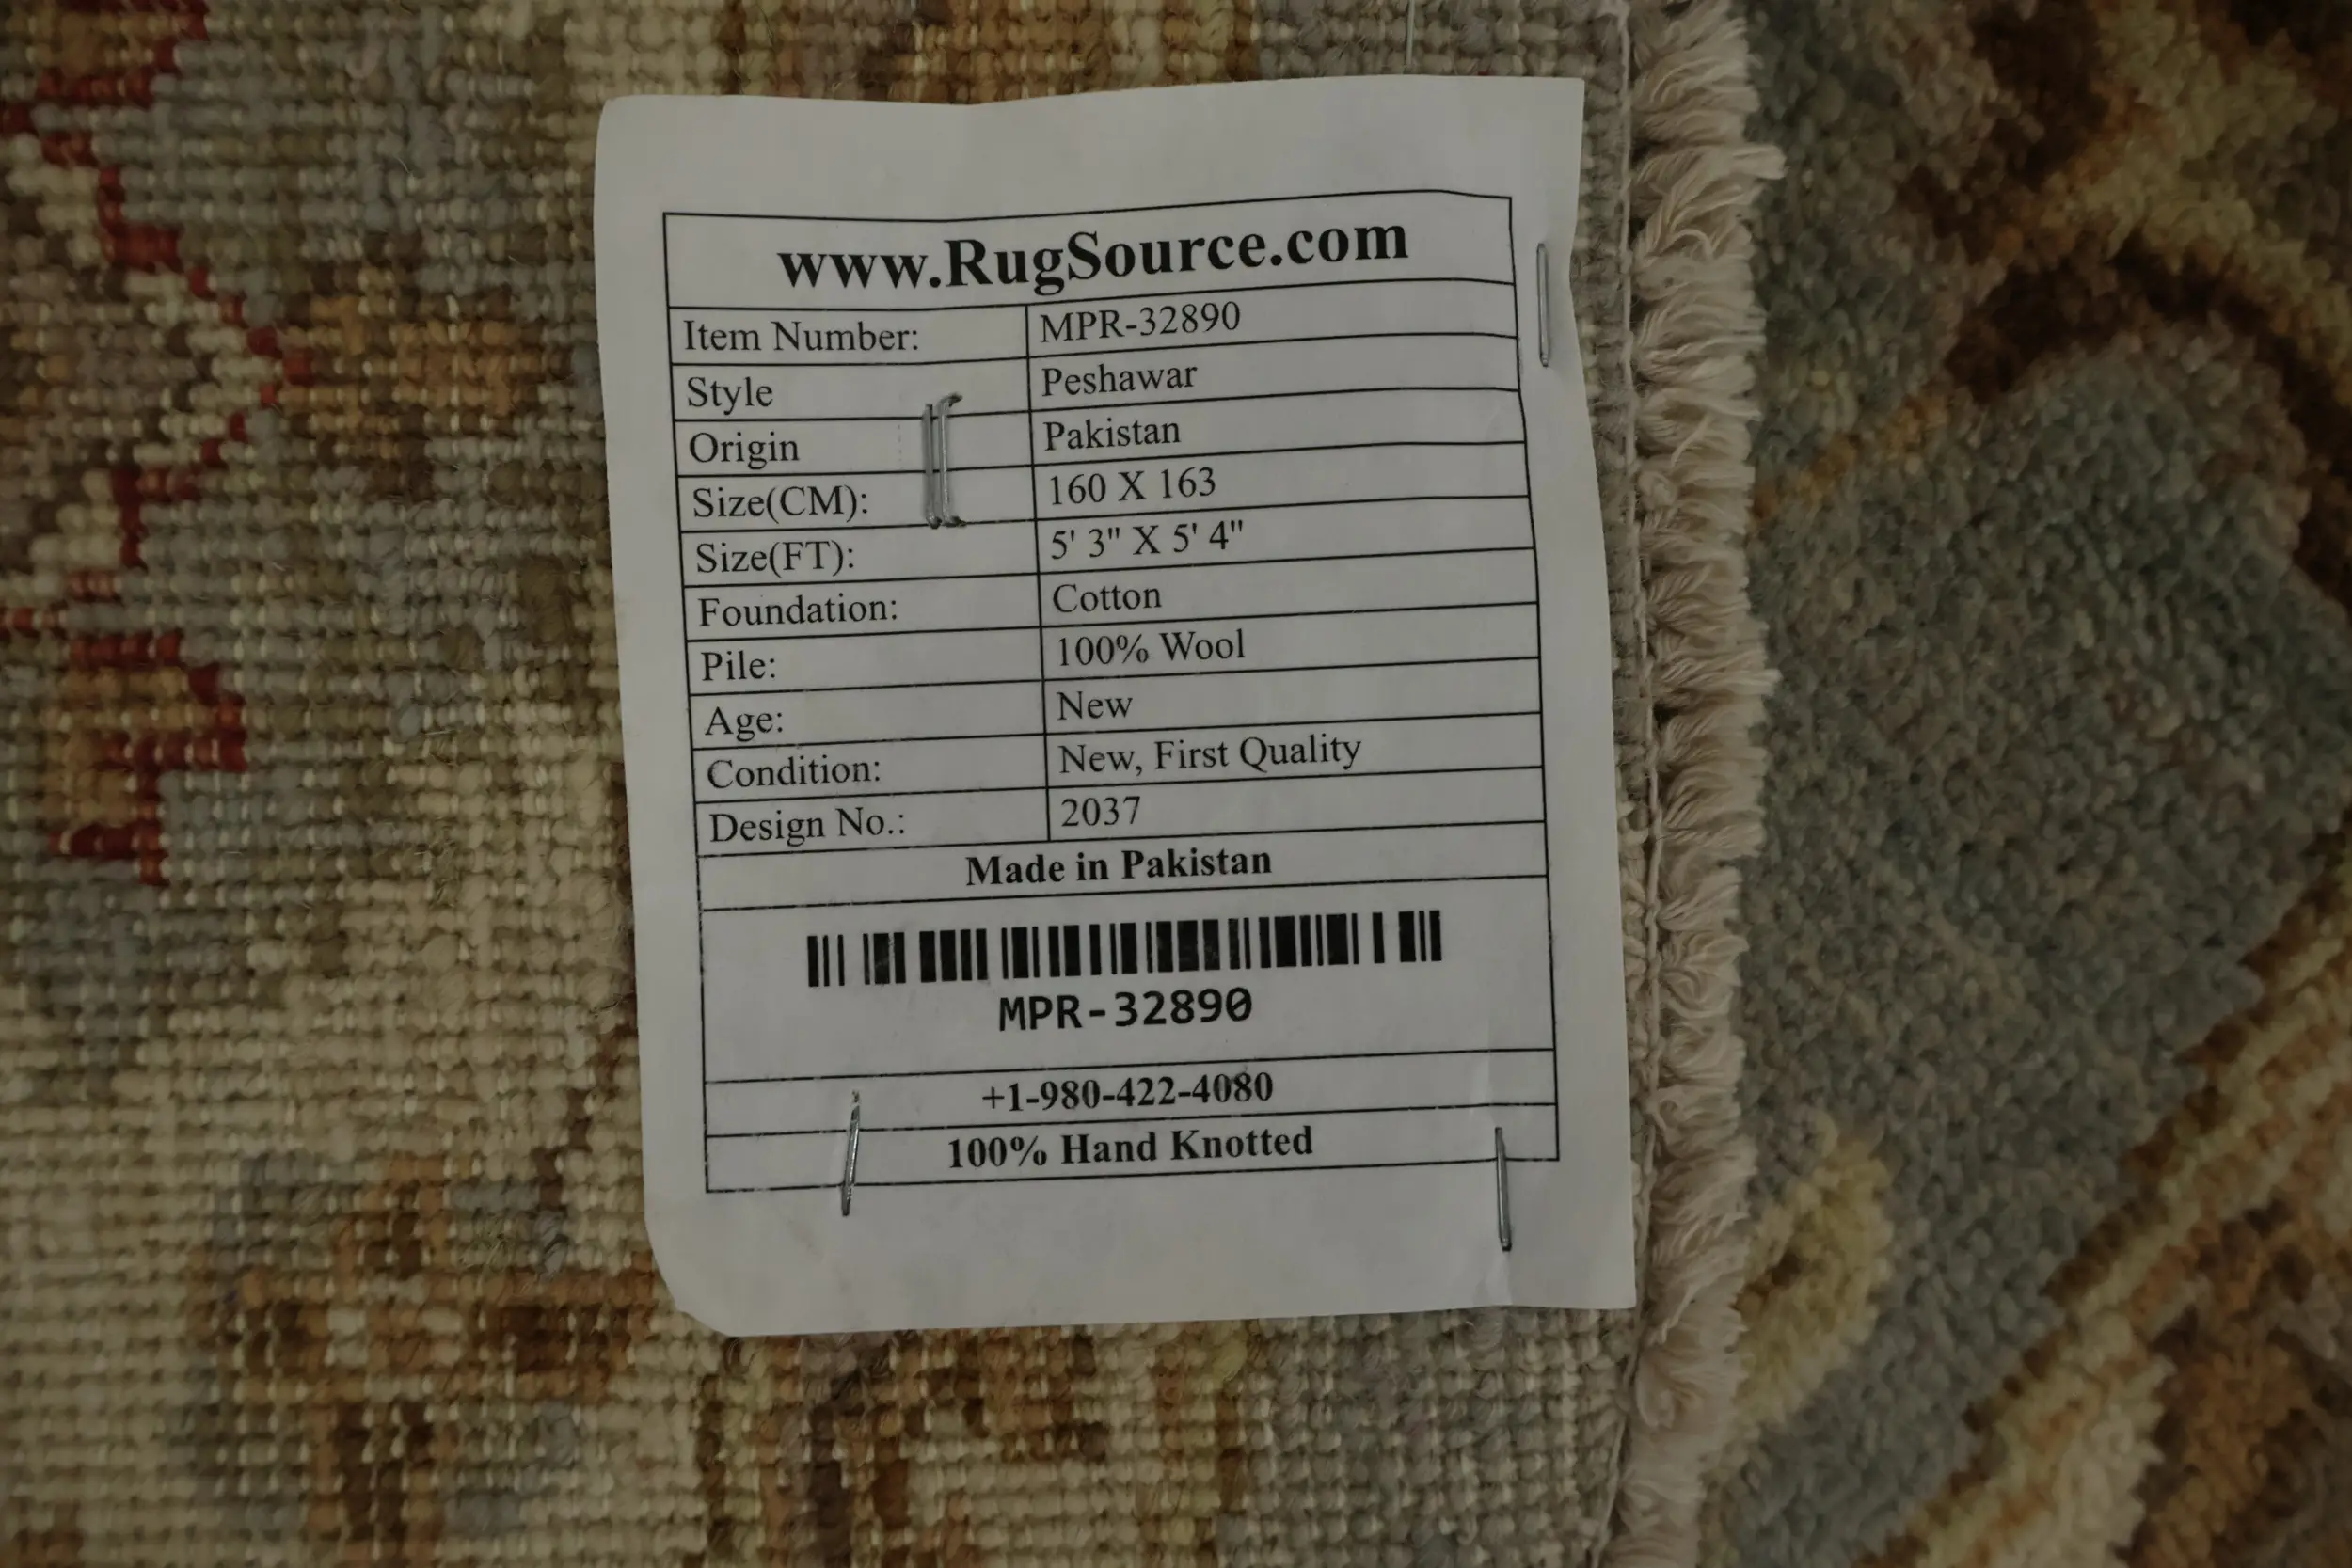 www.RugSource.com
Item Number: MPR-32890
Style Peshawar
Origin Pakistan
Size(CM): 160 X 163
Size(FT): 5' 3" X 5' 4"
Foundation: Cotton
Pile: 100% Wool
Age: New
Condition: New, First Quality
Design No.: 2037
Made in Pakistan
MPR-32890
+1-980-422-4080
100% Hand Knotted